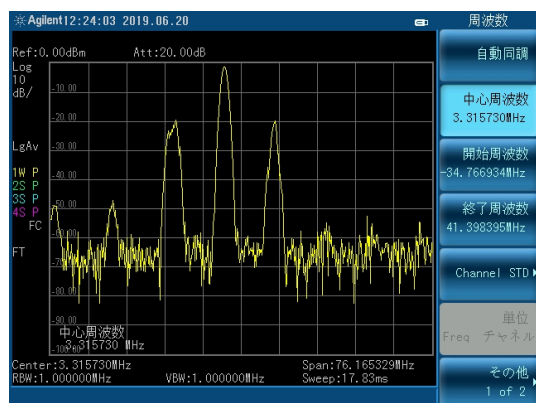 Agilent 12:24:03 2019.06.20
周波数
Ref:0.00dBm Att:20.00dB
Log
10
dB/
-10.00
-20.00
LgAv
-30.00
1W P
-40.00
2S P
3S P
4S P
-50.00
FC
-60.00
FT
-80.00
-90.00
中心周波数
3.315730 MHz
Center:3.315730MHz Span:76.165329MHz
RBW:1.000000MHz VBW:1.000000MHz Sweep:17.83ms
自動同調
中心周波数
3.315730MHz
開始周波数
-34.766934MHz
終了周波数
41.398395MHz
Channel STD
単位
Freq チャネル
その他
1 of 2